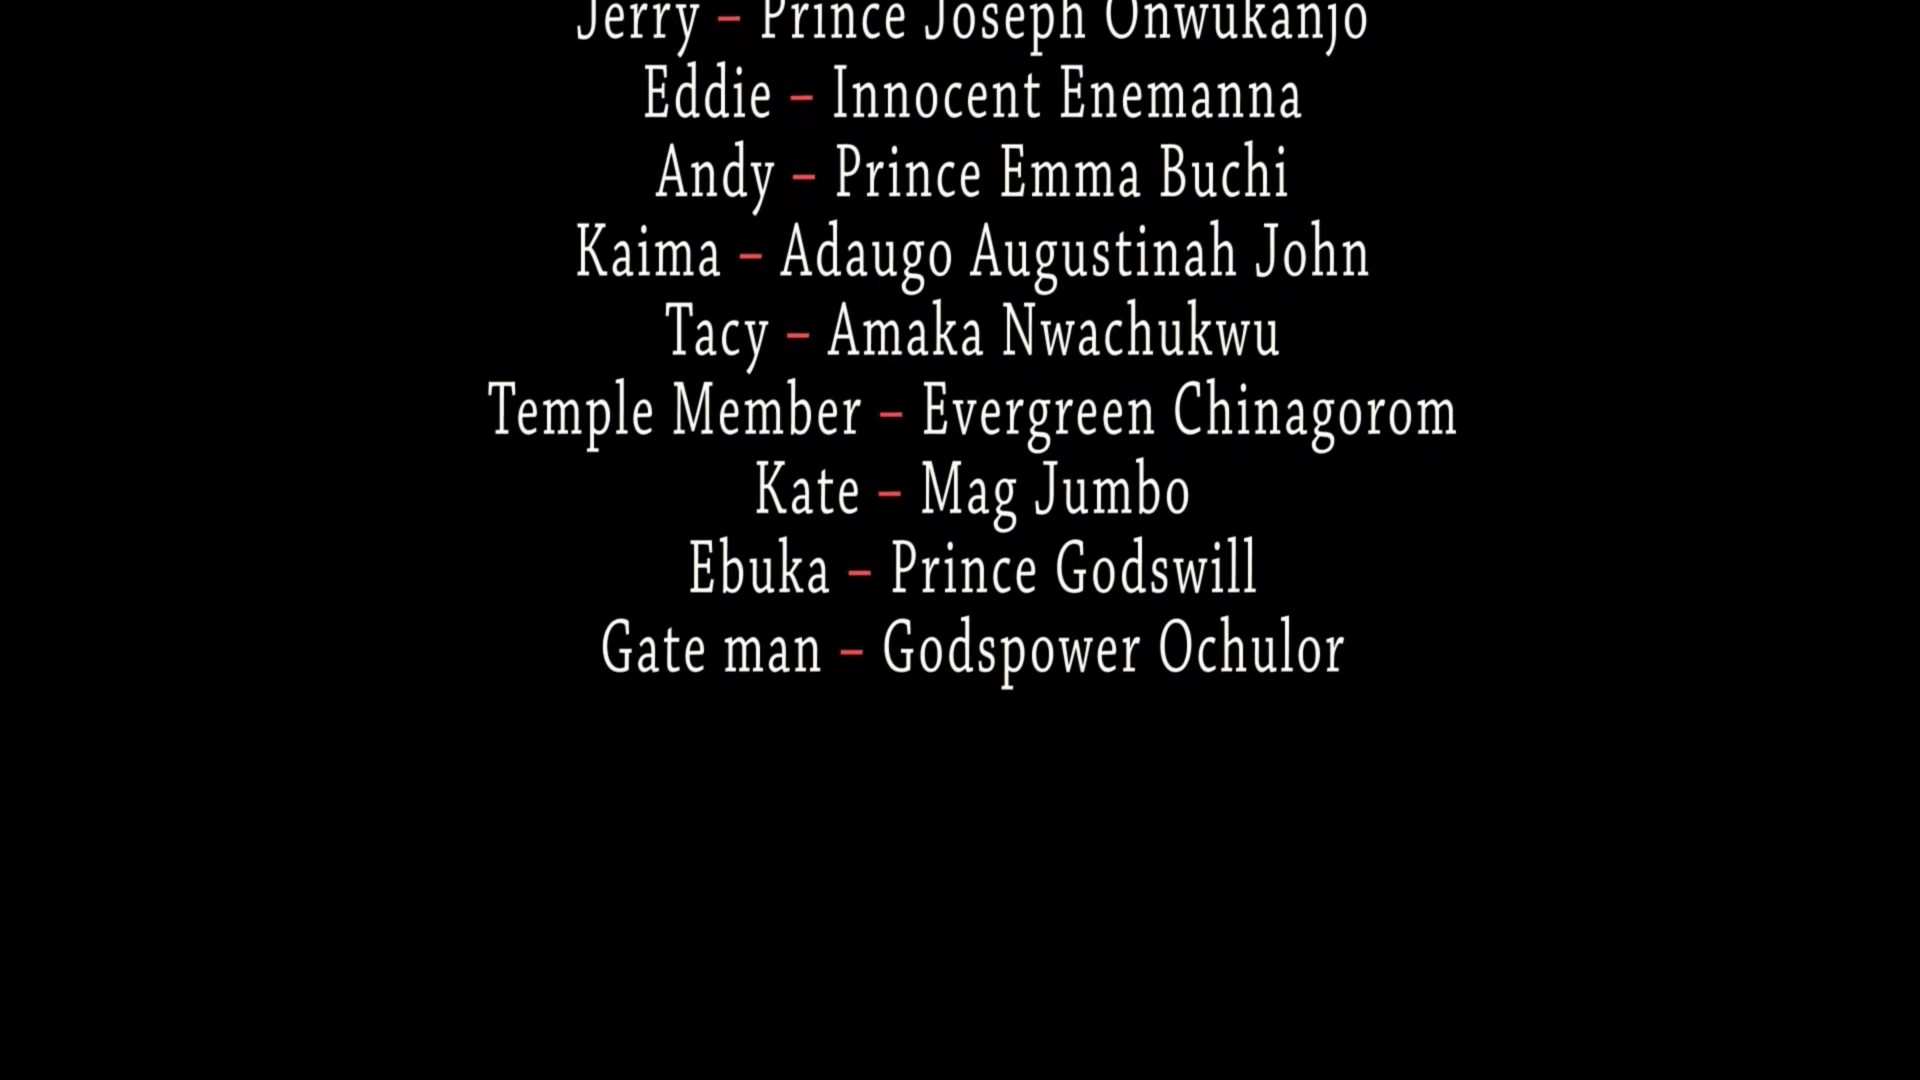 Jerry – Prince Joseph Onwukanjo
Eddie – Innocent Enemanna
Andy – Prince Emma Buchi
Kaima – Adaugo Augustinah John
Tacy – Amaka Nwachukwu
Temple Member – Evergreen Chinagorom
Kate – Mag Jumbo
Ebuka – Prince Godswill
Gate man – Godspower Ochulor